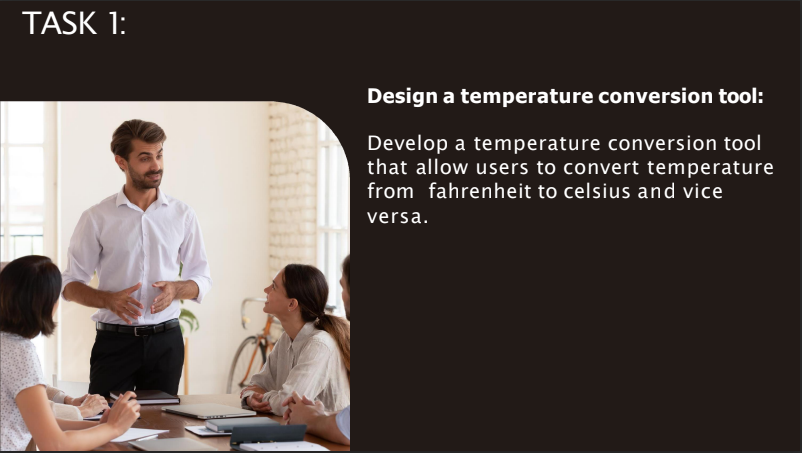 TASK 1:
Design a temperature conversion tool:
Develop a temperature conversion tool
that allow users to convert temperature
from fahrenheit to celsius and vice
versa.